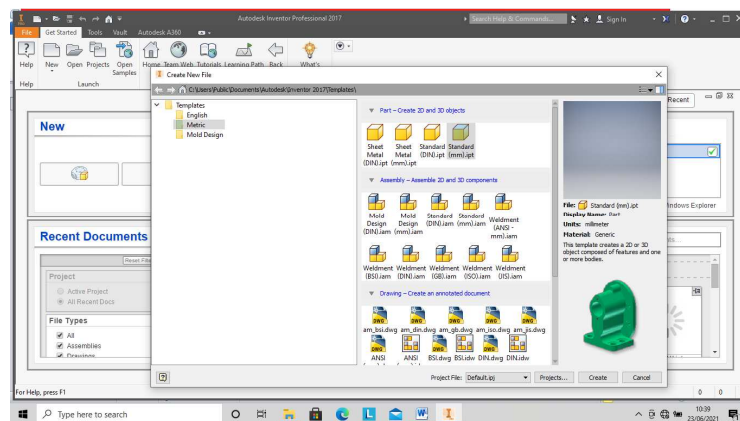 Autodesk Inventor Professional 2017
Search Help & Commands...
Sign In
File Get Started Tools Vault Autodesk A360
Help New Open Projects Open Samples Home Team Web Tutorials Learning Path Back What's
Help Launch
Create New File
C:\Users\Public\Documents\Autodesk\Inventor 2017\Templates\
Templates
English
Metric
Mold Design
Part – Create 2D and 3D objects
Sheet Metal (DIN).ipt
Sheet Metal (mm).ipt
Standard (DIN).ipt
Standard (mm).ipt
Assembly – Assemble 2D and 3D components
Mold Design (DIN).iam
Mold Design (mm).iam
Standard (DIN).iam
Standard (mm).iam
Weldment (ANSI - mm).iam
Weldment (BSI).iam
Weldment (DIN).iam
Weldment (GB).iam
Weldment (ISO).iam
Weldment (JIS).iam
Drawing – Create an annotated document
am_bsi.dwg am_din.dwg am_gb.dwg am_iso.dwg am_jis.dwg
ANSI ANSI BSI.dwg BSI.idw DIN.dwg DIN.idw
File: Standard (mm).ipt
Display Name: Part
Units: millimeter
Material: Generic
This template creates a 2D or 3D
object composed of features and one
or more bodies.
Project File: Default.ipj Projects... Create Cancel
New
Recent
Windows Explorer
Recent Documents
Project
Active Project
All Recent Docs
File Types
All
Assemblies
Drawings
For Help, press F1
0 0
Type here to search
10:39
23/06/2021